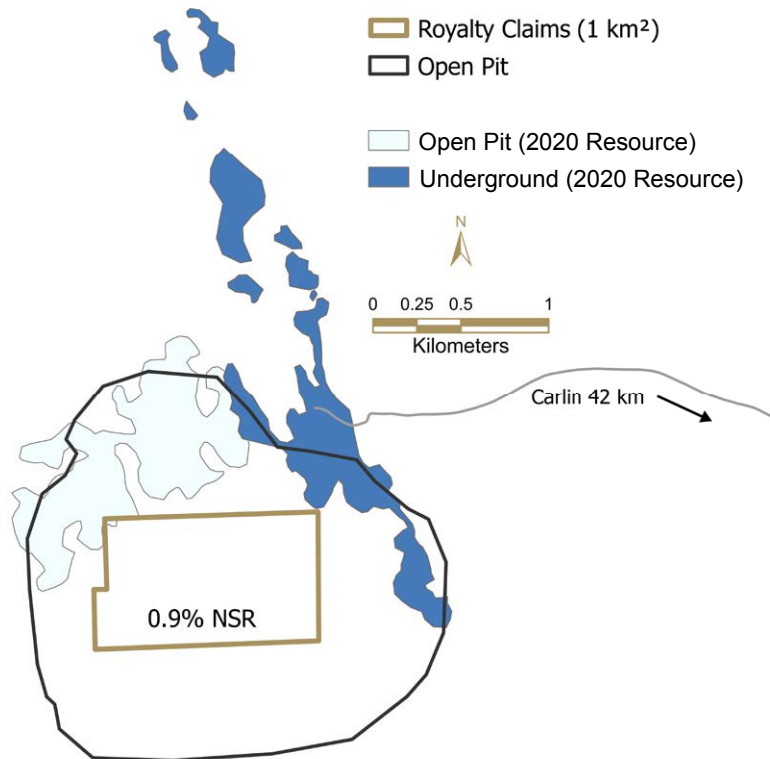 Royalty Claims (1 km²)
Open Pit
Open Pit (2020 Resource)
Underground (2020 Resource)
N
0 0.25 0.5 1
Kilometers
Carlin 42 km
0.9% NSR